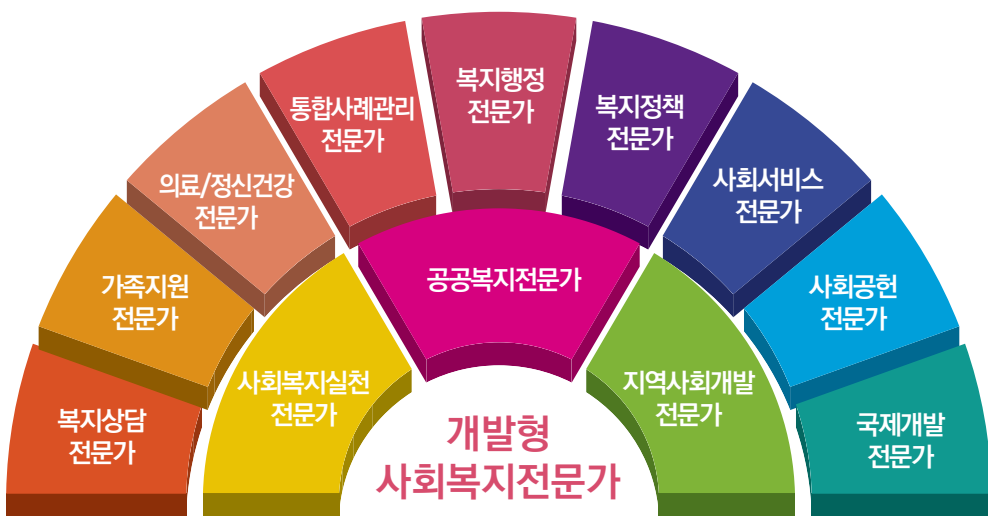 복지상담
전문가
가족지원
전문가
의료/정신건강
전문가
통합사례관리
전문가
복지행정
전문가
복지정책
전문가
사회서비스
전문가
사회공헌
전문가
국제개발
전문가
사회복지실천
전문가
공공복지전문가
지역사회개발
전문가
개발형
사회복지전문가